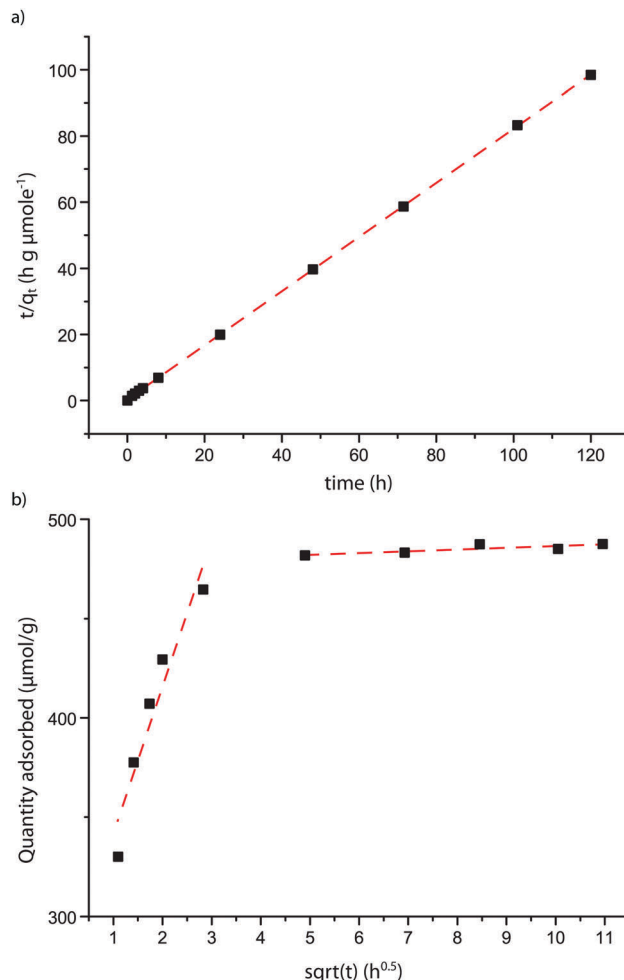 a)
t/qt (h g µmole⁻¹)
100
80
60
40
20
0
0 20 40 60 80 100 120
time (h)
b)
Quantity adsorbed (µmol/g)
500
400
300
1 2 3 4 5 6 7 8 9 10 11
sqrt(t) (h⁰·⁵)